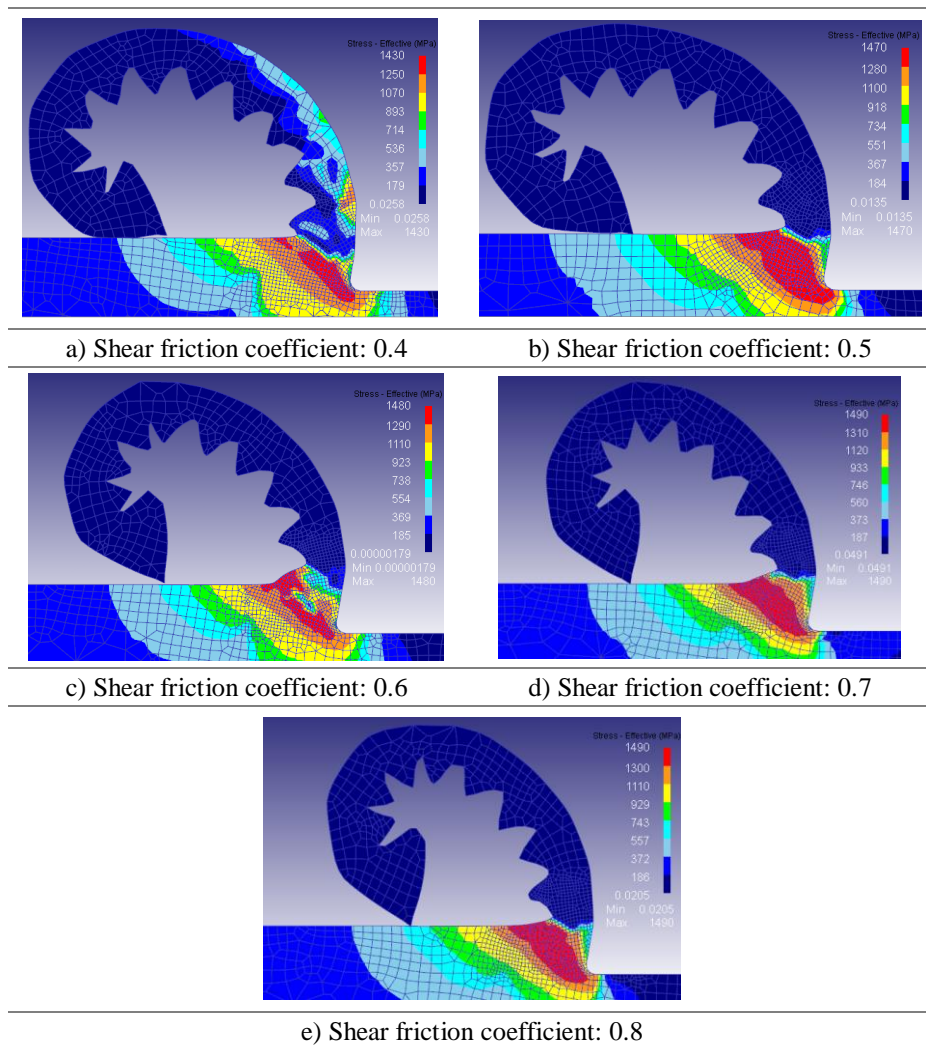 Stress - Effective (MPa)
1430
1250
1070
893
714
536
357
179
0.0258
Min 0.0258
Max 1430
Stress - Effective (MPa)
1470
1280
1100
918
734
551
367
184
0.0135
Min 0.0135
Max 1470
a) Shear friction coefficient: 0.4
b) Shear friction coefficient: 0.5
Stress - Effective (MPa)
1480
1290
1110
923
738
554
369
185
0.00000179
Min 0.00000179
Max 1480
Stress - Effective (MPa)
1490
1310
1120
933
746
560
373
187
0.0491
Min 0.0491
Max 1490
c) Shear friction coefficient: 0.6
d) Shear friction coefficient: 0.7
Stress - Effective (MPa)
1490
1300
1110
929
743
557
372
186
0.0205
Min 0.0205
Max 1490
e) Shear friction coefficient: 0.8